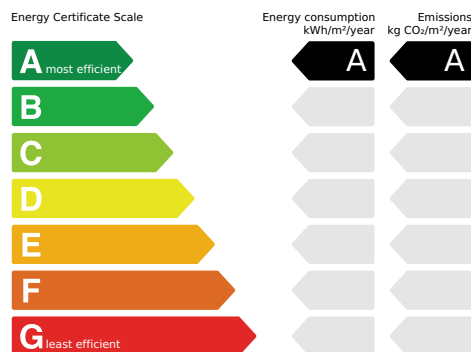 Energy Certificate Scale
Energy consumption
kWh/m²/year
Emissions
kg CO₂/m²/year
A most efficient
A
A
B
C
D
E
F
G least efficient